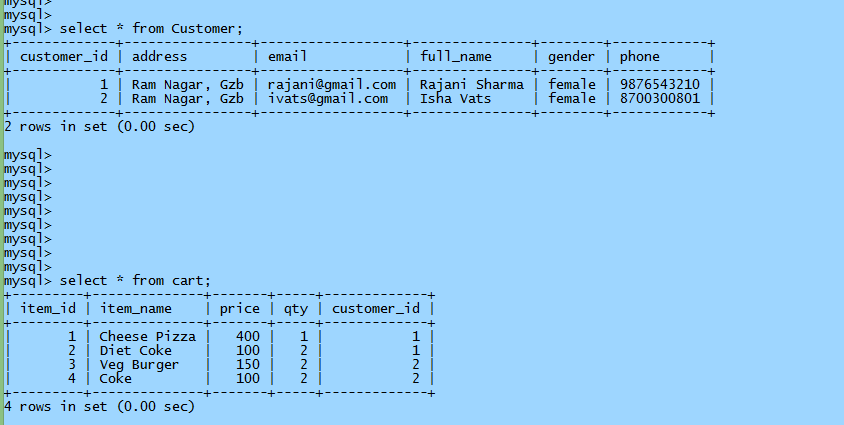 mysql>
mysql>
mysql> select * from Customer;
+-------------+----------------+------------------+---------------+--------+------------+
| customer_id | address        | email            | full_name     | gender | phone      |
+-------------+----------------+------------------+---------------+--------+------------+
|           1 | Ram Nagar, Gzb | rajani@gmail.com | Rajani Sharma | female | 9876543210 |
|           2 | Ram Nagar, Gzb | ivats@gmail.com  | Isha Vats     | female | 8700300801 |
+-------------+----------------+------------------+---------------+--------+------------+
2 rows in set (0.00 sec)
mysql>
mysql>
mysql>
mysql>
mysql>
mysql>
mysql>
mysql>
mysql>
mysql> select * from cart;
+---------+--------------+-------+-----+-------------+
| item_id | item_name    | price | qty | customer_id |
+---------+--------------+-------+-----+-------------+
|       1 | Cheese Pizza |   400 |   1 |           1 |
|       2 | Diet Coke    |   100 |   2 |           1 |
|       3 | Veg Burger   |   150 |   2 |           2 |
|       4 | Coke         |   100 |   2 |           2 |
+---------+--------------+-------+-----+-------------+
4 rows in set (0.00 sec)